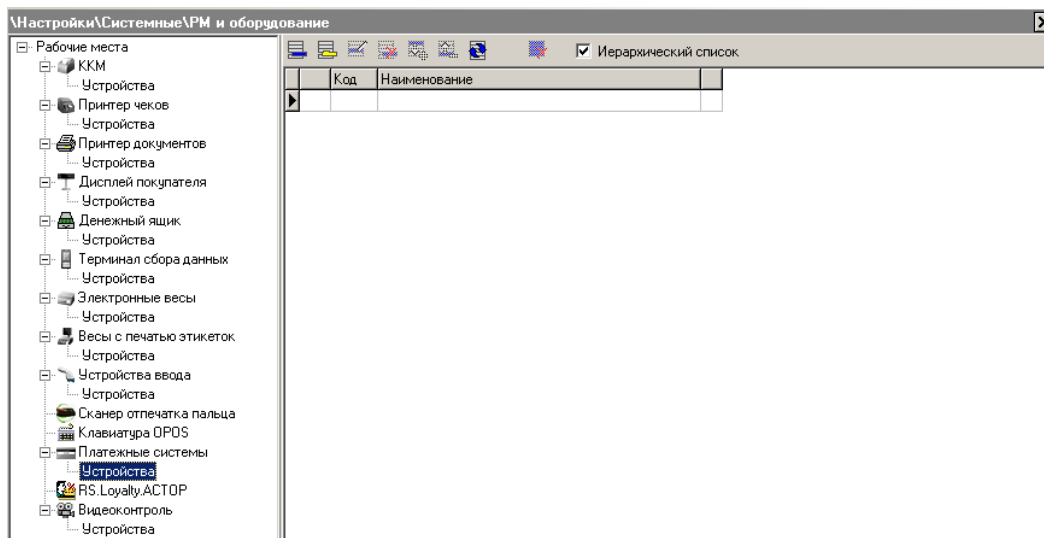 \Настройки\Системные\РМ и оборудование
Рабочие места
ККМ
Устройства
Принтер чеков
Устройства
Принтер документов
Устройства
Дисплей покупателя
Устройства
Денежный ящик
Устройства
Терминал сбора данных
Устройства
Электронные весы
Устройства
Весы с печатью этикеток
Устройства
Устройства ввода
Устройства
Сканер отпечатка пальца
Клавиатура OPOS
Платежные системы
Устройства
RS.Loyalty.АСТОР
Видеоконтроль
Устройства
Иерархический список
Код Наименование